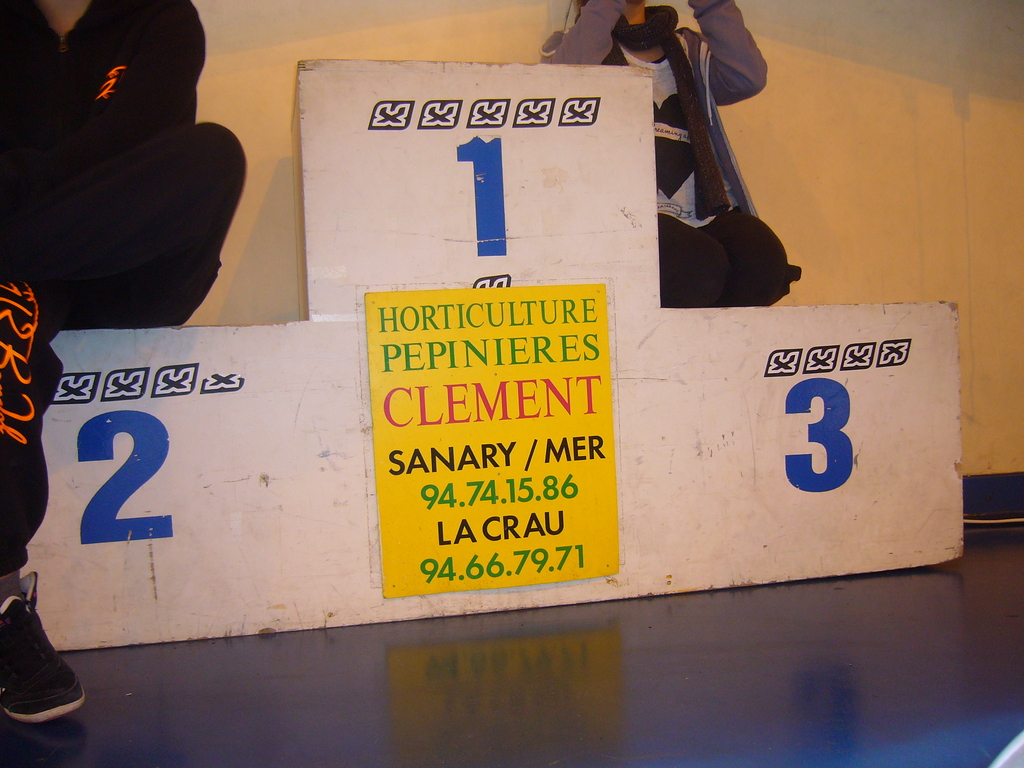 1
HORTICULTURE
PEPINIERES
CLEMENT
SANARY / MER
94.74.15.86
LA CRAU
94.66.79.71
2
3